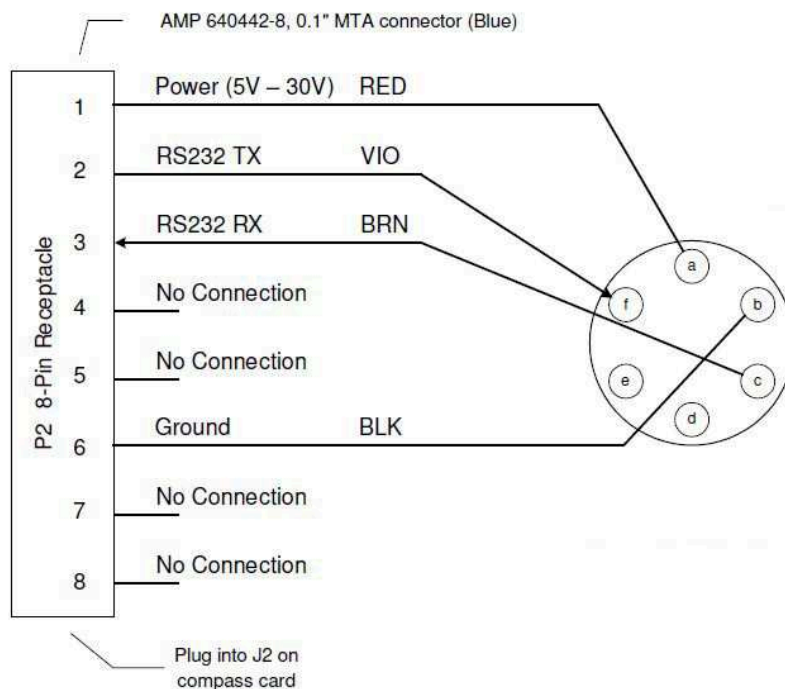 AMP 640442-8, 0.1" MTA connector (Blue)
P2 8-Pin Receptacle
1 Power (5V – 30V) RED
2 RS232 TX VIO
3 RS232 RX BRN
4 No Connection
5 No Connection
6 Ground BLK
7 No Connection
8 No Connection
a
b
c
d
e
f
Plug into J2 on
compass card